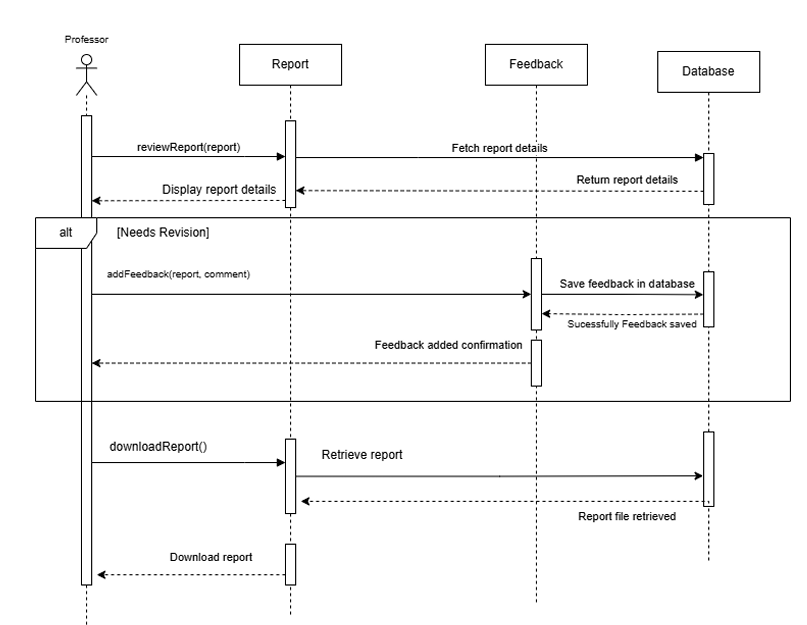 Professor
Report
Feedback
Database
reviewReport(report)
Fetch report details
Return report details
Display report details
alt
[Needs Revision]
addFeedback(report, comment)
Save feedback in database
Sucessfully Feedback saved
Feedback added confirmation
downloadReport()
Retrieve report
Report file retrieved
Download report